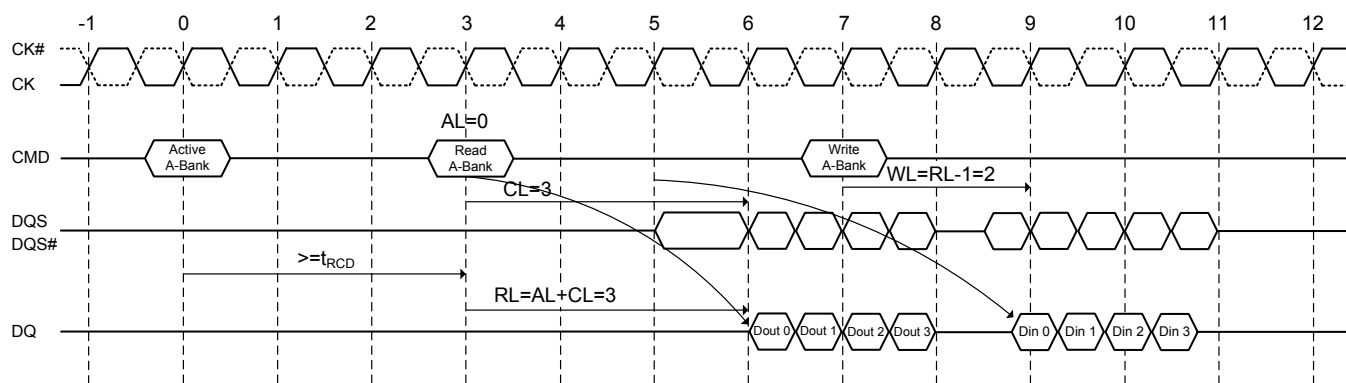 -1 0 1 2 3 4 5 6 7 8 9 10 11 12
CK#
CK
AL=0
CMD
Active
A-Bank
Read
A-Bank
Write
A-Bank
CL=3
WL=RL-1=2
DQS
DQS#
>=tRCD
RL=AL+CL=3
DQ
Dout 0 Dout 1 Dout 2 Dout 3 Din 0 Din 1 Din 2 Din 3